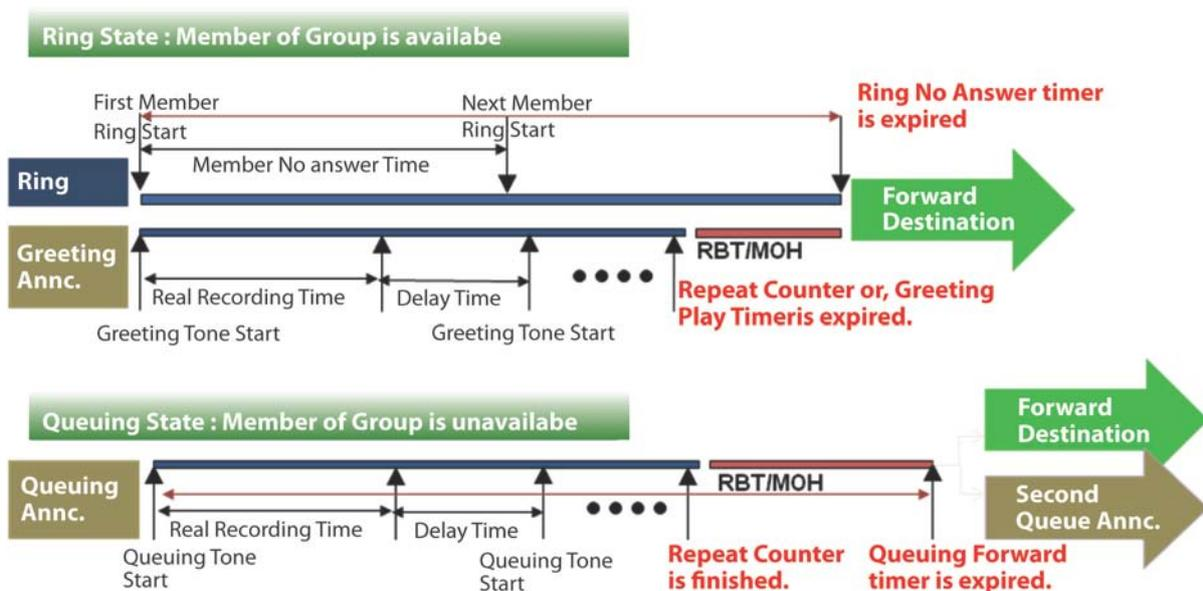 Ring State : Member of Group is availabe
First Member
Ring Start
Next Member
Ring Start
Ring No Answer timer
is expired
Member No answer Time
Ring
Forward
Destination
Greeting
Annc.
RBT/MOH
Real Recording Time
Delay Time
Greeting Tone Start
Greeting Tone Start
Repeat Counter or, Greeting
Play Timeris expired.
Queuing State : Member of Group is unavailabe
Forward
Destination
Queuing
Annc.
RBT/MOH
Second
Queue Annc.
Real Recording Time
Delay Time
Queuing Tone
Start
Queuing Tone
Start
Repeat Counter
is finished.
Queuing Forward
timer is expired.